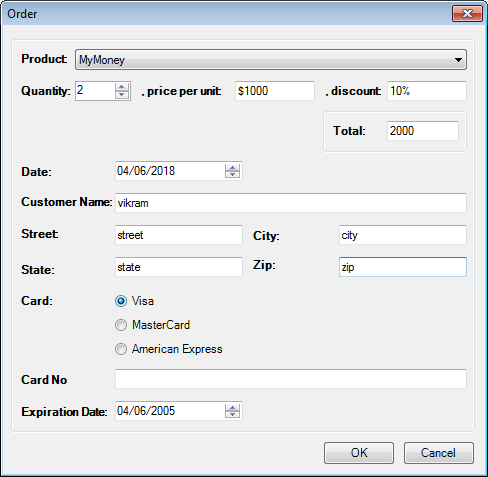 Order
Product: MyMoney
Quantity: 2 , price per unit: $1000 , discount: 10%
Total: 2000
Date: 04/06/2018
Customer Name: vikram
Street: street City: city
State: state Zip: zip
Card: Visa
MasterCard
American Express
Card No
Expiration Date: 04/06/2005
OK Cancel